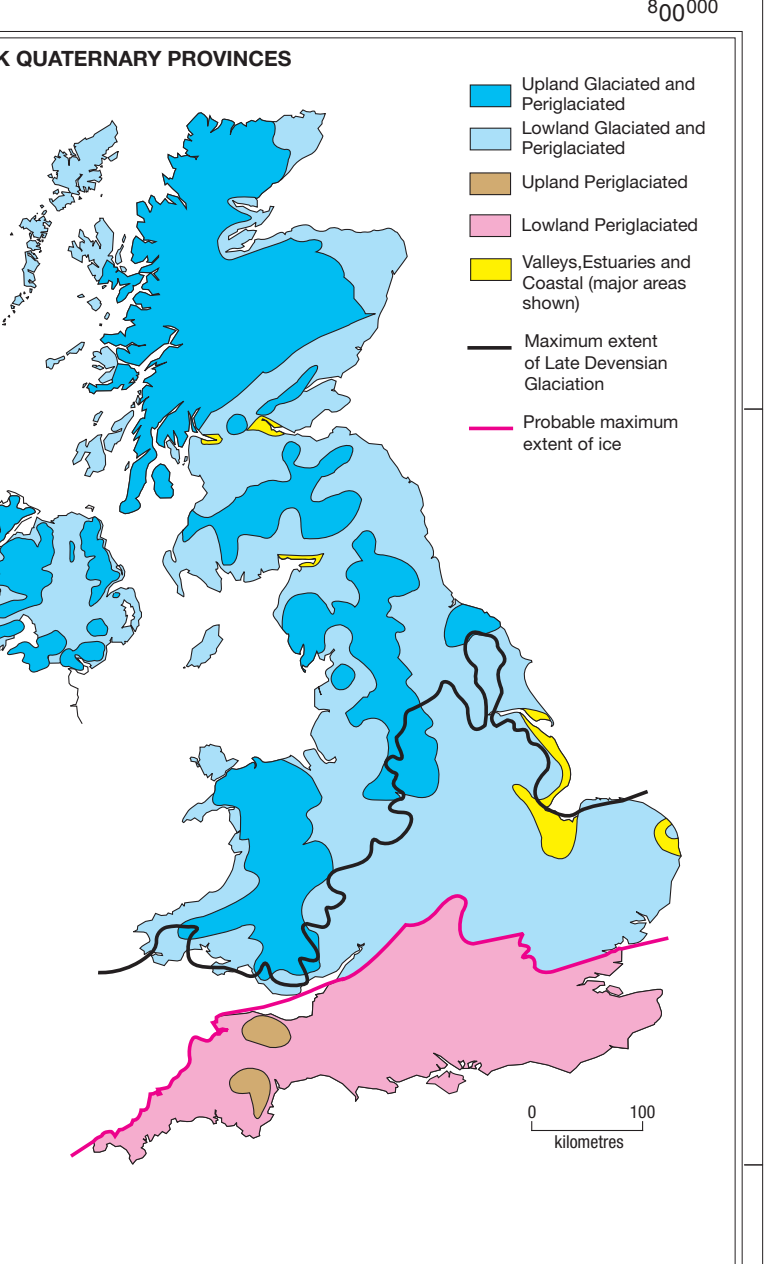 800000
K QUATERNARY PROVINCES
Upland Glaciated and
Periglaciated
Lowland Glaciated and
Periglaciated
Upland Periglaciated
Lowland Periglaciated
Valleys,Estuaries and
Coastal (major areas
shown)
Maximum extent
of Late Devensian
Glaciation
Probable maximum
extent of ice
0 100
kilometres